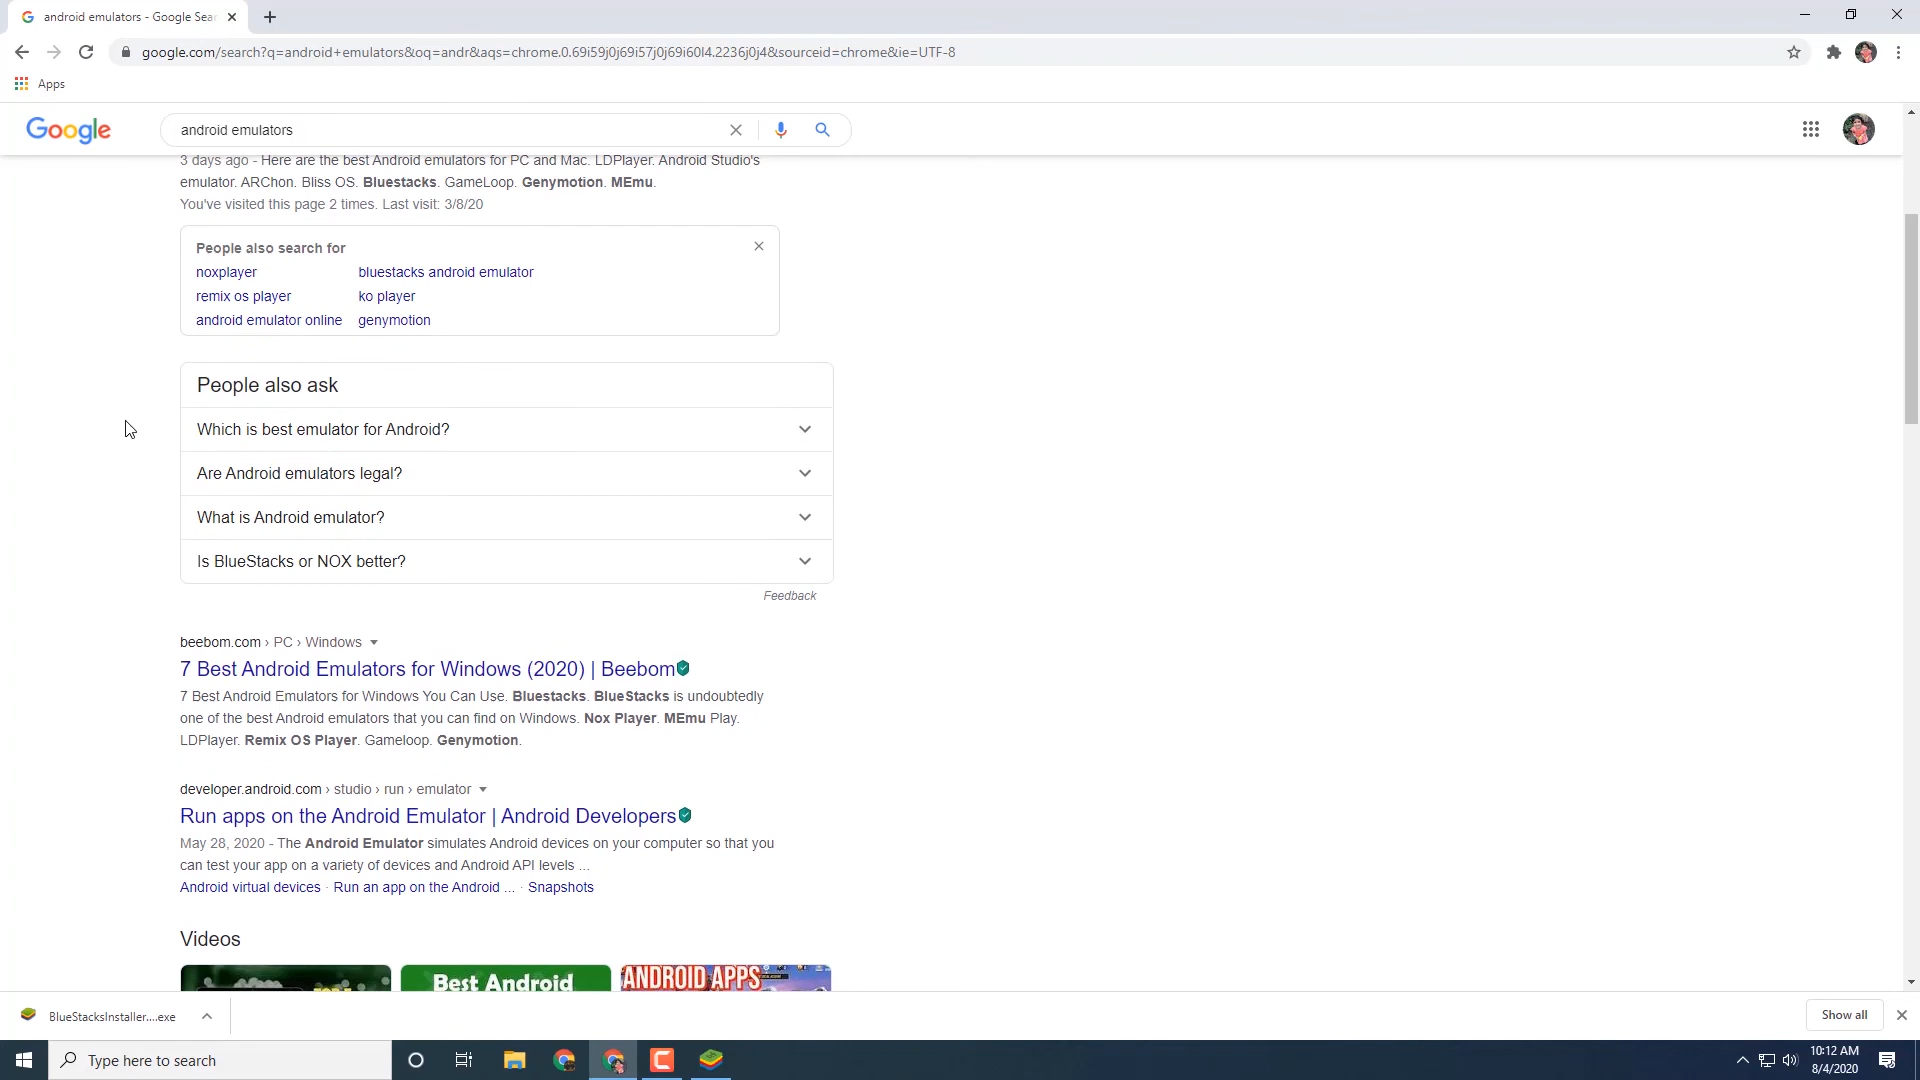 android emulators - Google Sear
google.com/search?q=android+emulators&oq=andr&aqs=chrome.0.69i59j0j69i57j0j69i60l4.2236j0j4&sourceid=chrome&ie=UTF-8
Apps
Google
android emulators
3 days ago - Here are the best Android emulators for PC and Mac. LDPlayer. Android Studio's
emulator. ARChon. Bliss OS. Bluestacks. GameLoop. Genymotion. MEmu.
You've visited this page 2 times. Last visit: 3/8/20
People also search for
noxplayer
bluestacks android emulator
remix os player
ko player
android emulator online
genymotion
People also ask
Which is best emulator for Android?
Are Android emulators legal?
What is Android emulator?
Is BlueStacks or NOX better?
Feedback
beebom.com › PC › Windows
7 Best Android Emulators for Windows (2020) | Beebom
7 Best Android Emulators for Windows You Can Use. Bluestacks. BlueStacks is undoubtedly
one of the best Android emulators that you can find on Windows. Nox Player. MEmu Play.
LDPlayer. Remix OS Player. Gameloop. Genymotion.
developer.android.com › studio › run › emulator
Run apps on the Android Emulator | Android Developers
May 28, 2020 - The Android Emulator simulates Android devices on your computer so that you
can test your app on a variety of devices and Android API levels ...
Android virtual devices · Run an app on the Android ... · Snapshots
Videos
Best Android
ANDROID APPS
BlueStacksInstaller....exe
Show all
Type here to search
10:12 AM
8/4/2020